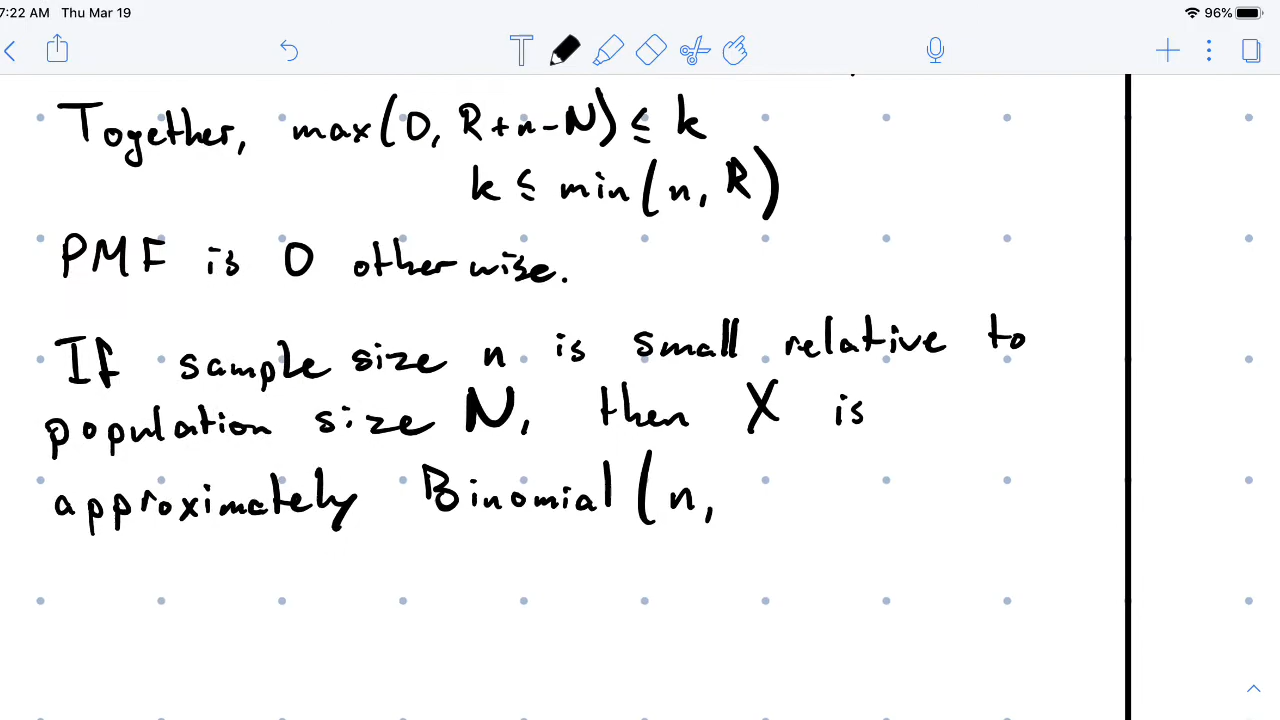 7:22 AM Thu Mar 19 96%
T
Together, max(0, R+n-N) ≤ k
k ≤ min(n, R)
PMF is 0 otherwise.
If sample size n is small relative to
population size N, then X is
approximately Binomial(n,